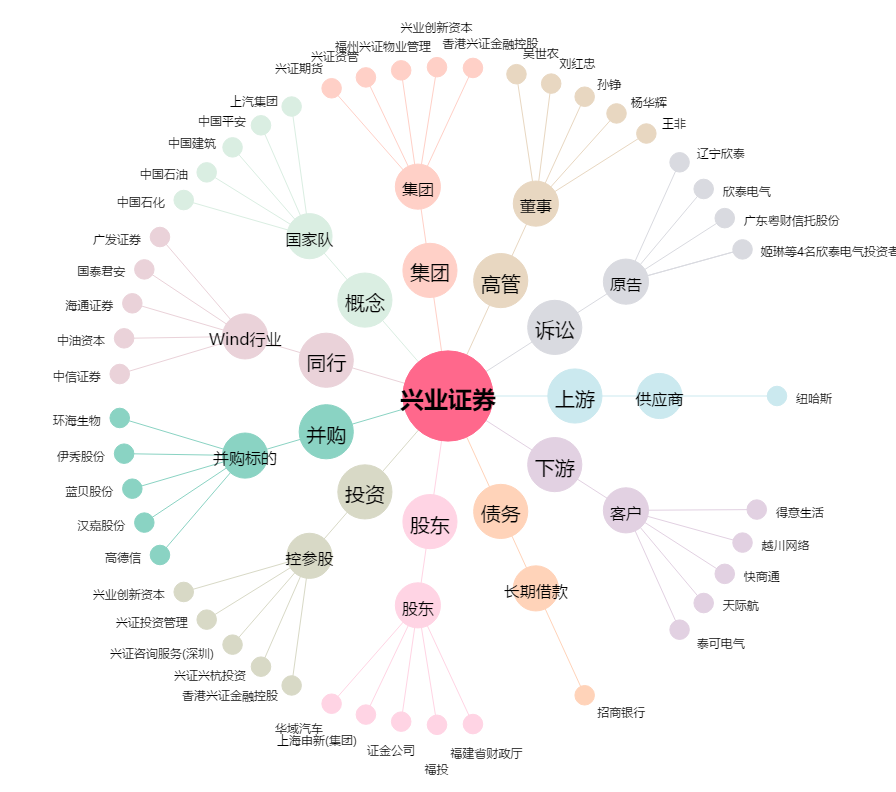 兴业创新资本
福州兴证物业管理
香港兴证金融控股
兴证资管
兴证期货
吴世农
刘红忠
孙铮
杨华辉
王非
上汽集团
中国平安
中国建筑
中国石油
中国石化
集团
董事
辽宁欣泰
欣泰电气
广东粤财信托股份
姬琳等4名欣泰电气投资者
国家队
集团
高管
原告
广发证券
国泰君安
海通证券
中油资本
中信证券
概念
诉讼
Wind行业
同行
兴业证券
上游
供应商
纽哈斯
环海生物
伊秀股份
蓝贝股份
汉嘉股份
高德信
并购
并购标的
下游
投资
股东
债务
客户
得意生活
越川网络
快商通
天际航
泰可电气
控参股
兴业创新资本
兴证投资管理
兴证咨询服务(深圳)
兴证兴杭投资
香港兴证金融控股
股东
长期借款
招商银行
华域汽车
上海申新(集团)
证金公司
福投
福建省财政厅